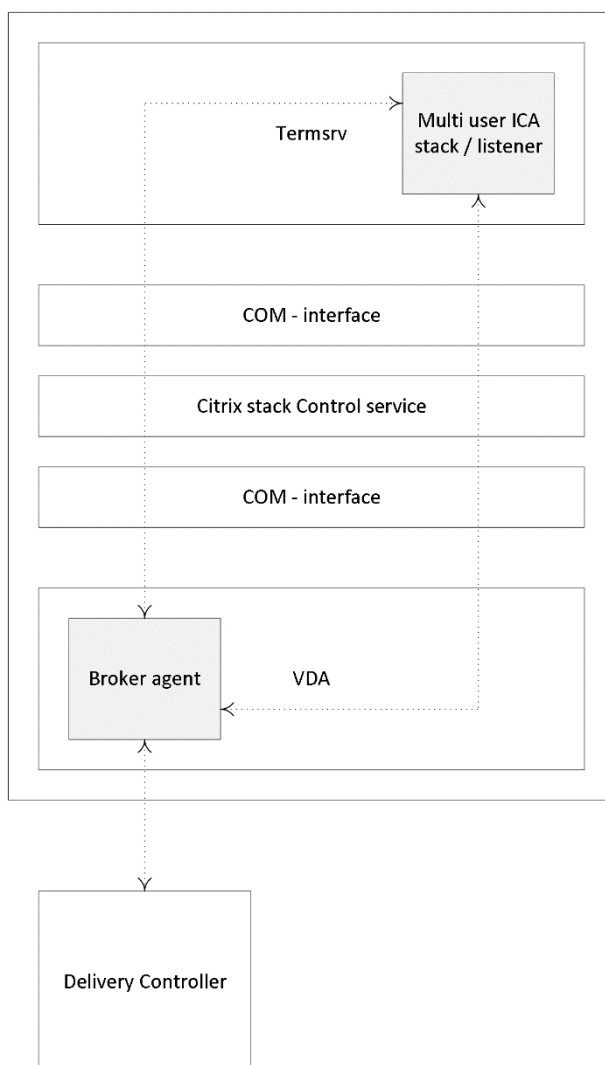 Termsrv
Multi user ICA
stack / listener
COM - interface
Citrix stack Control service
COM - interface
Broker agent
VDA
Delivery Controller